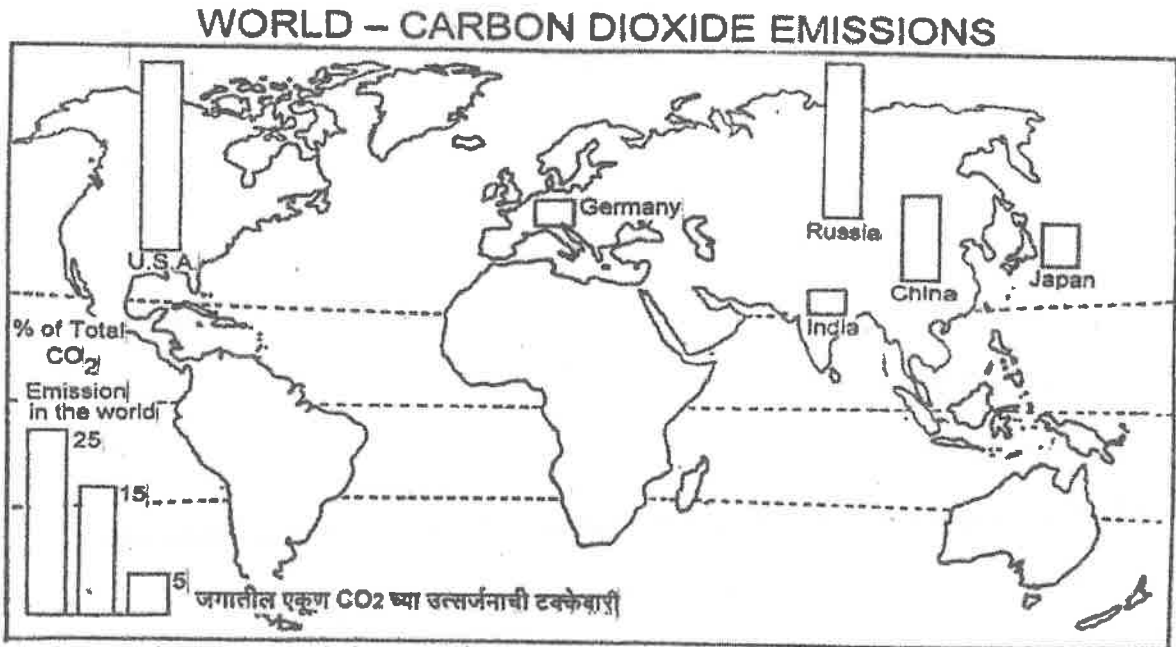 WORLD – CARBON DIOXIDE EMISSIONS
Germany
Russia
U.S.A
China
Japan
India
% of Total
CO2
Emission
in the world
25
15
5
जगातील एकूण CO2 च्या उत्सर्जनाची टक्केवारी